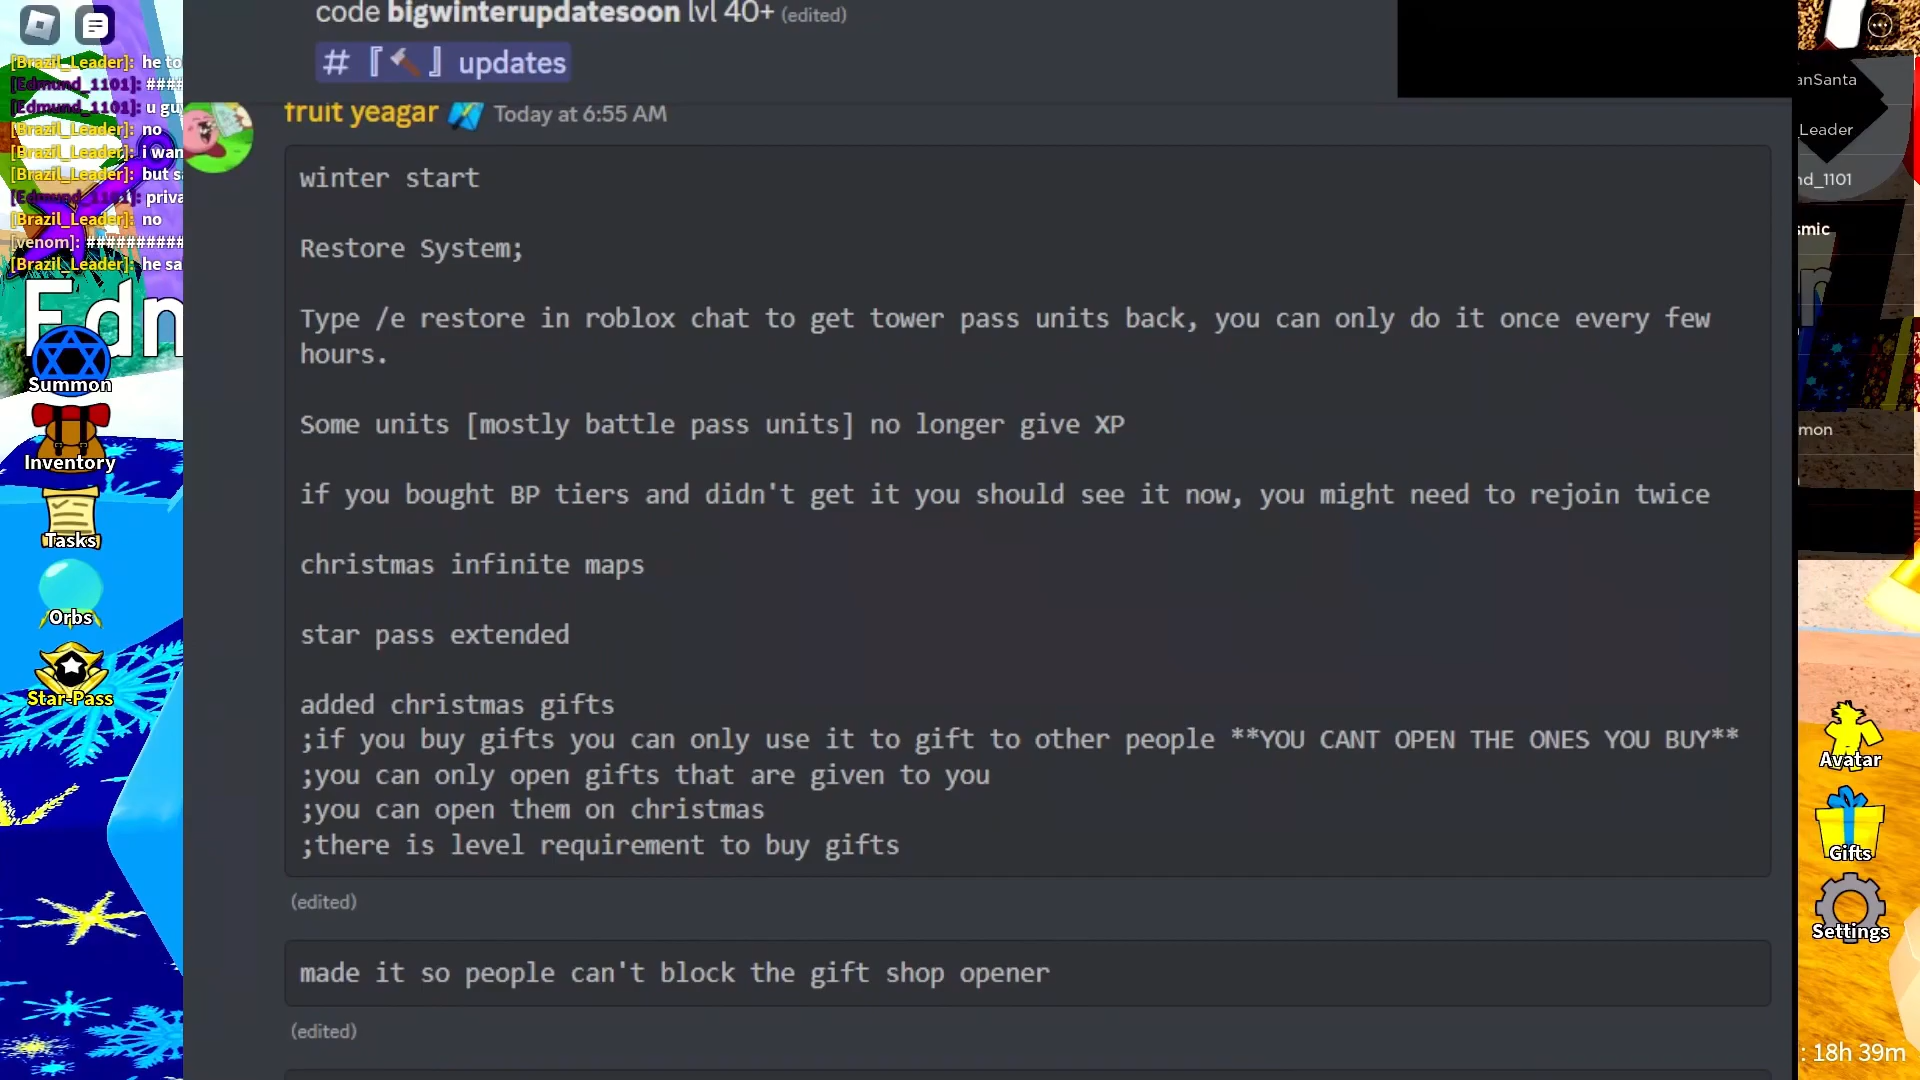 code bigwinterupdatesoon lvl 40+ (edited)
# 『🔨』 updates
fruit yeagar Today at 6:55 AM
winter start
Restore System;
Type /e restore in roblox chat to get tower pass units back, you can only do it once every few
hours.
Some units [mostly battle pass units] no longer give XP
if you bought BP tiers and didn't get it you should see it now, you might need to rejoin twice
christmas infinite maps
star pass extended
added christmas gifts
;if you buy gifts you can only use it to gift to other people **YOU CANT OPEN THE ONES YOU BUY**
;you can only open gifts that are given to you
;you can open them on christmas
;there is level requirement to buy gifts
(edited)
made it so people can't block the gift shop opener
(edited)
[Brazil_Leader]: he to
[Edmund_1101]: ####
[Edmund_1101]: u gu
[Brazil_Leader]: no
[Brazil_Leader]: i wan
[Brazil_Leader]: but sa
[Edmund_1101]: priva
[Brazil_Leader]: no
[venom]: ##########
[Brazil_Leader]: he sa
Edm
Summon
Inventory
Tasks
Orbs
Star-Pass
anSanta
Leader
nd_1101
smic
mon
Avatar
Gifts
Settings
: 18h 39m